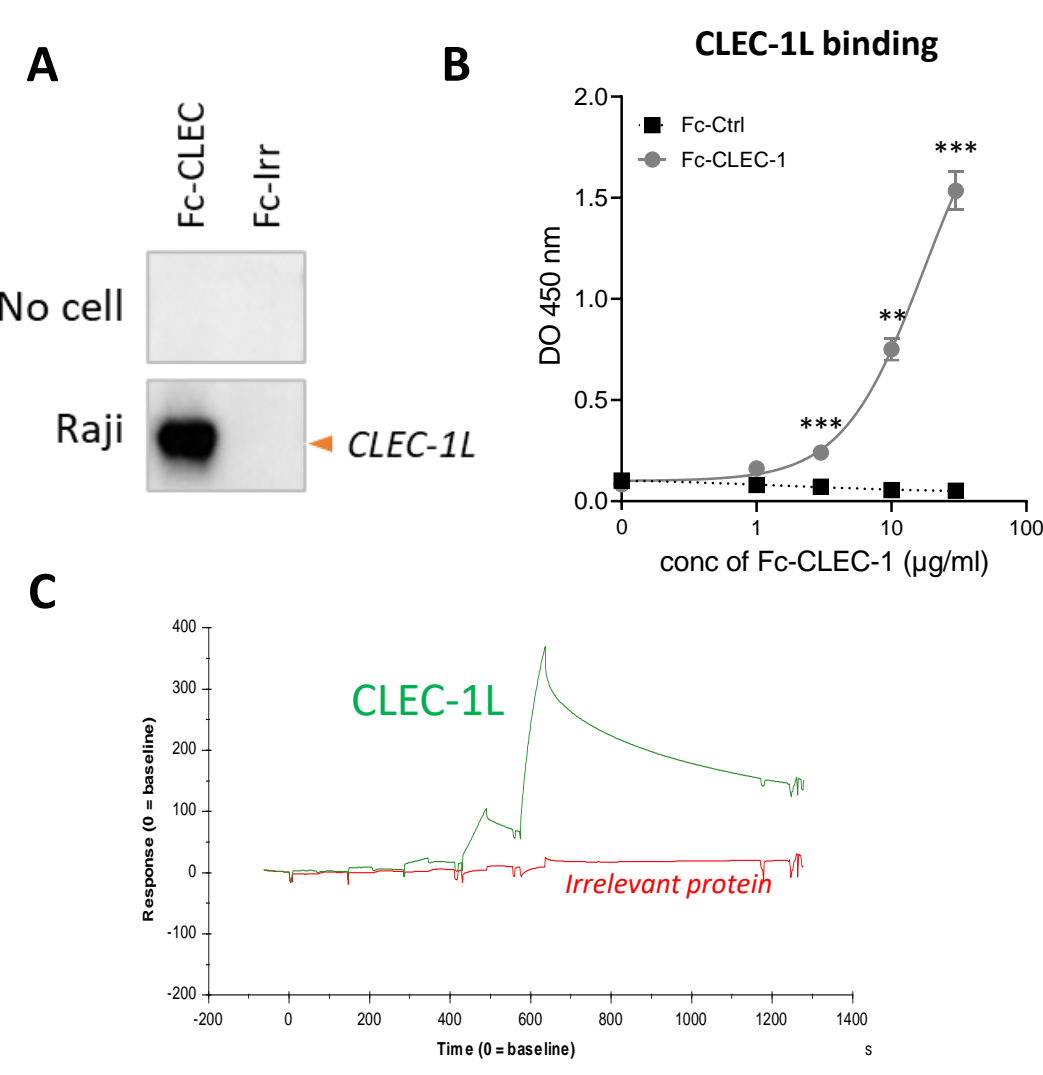 A
Fc-CLEC
Fc-Irr
No cell
Raji
CLEC-1L
B
CLEC-1L binding
DO 450 nm
2.0
1.5
1.0
0.5
0.0
Fc-Ctrl
Fc-CLEC-1
***
**
***
0 1 10 100
conc of Fc-CLEC-1 (µg/ml)
C
Response (0 = baseline)
400
300
200
100
0
-100
-200
CLEC-1L
Irrelevant protein
-200 0 200 400 600 800 1000 1200 1400
Time (0 = baseline) s